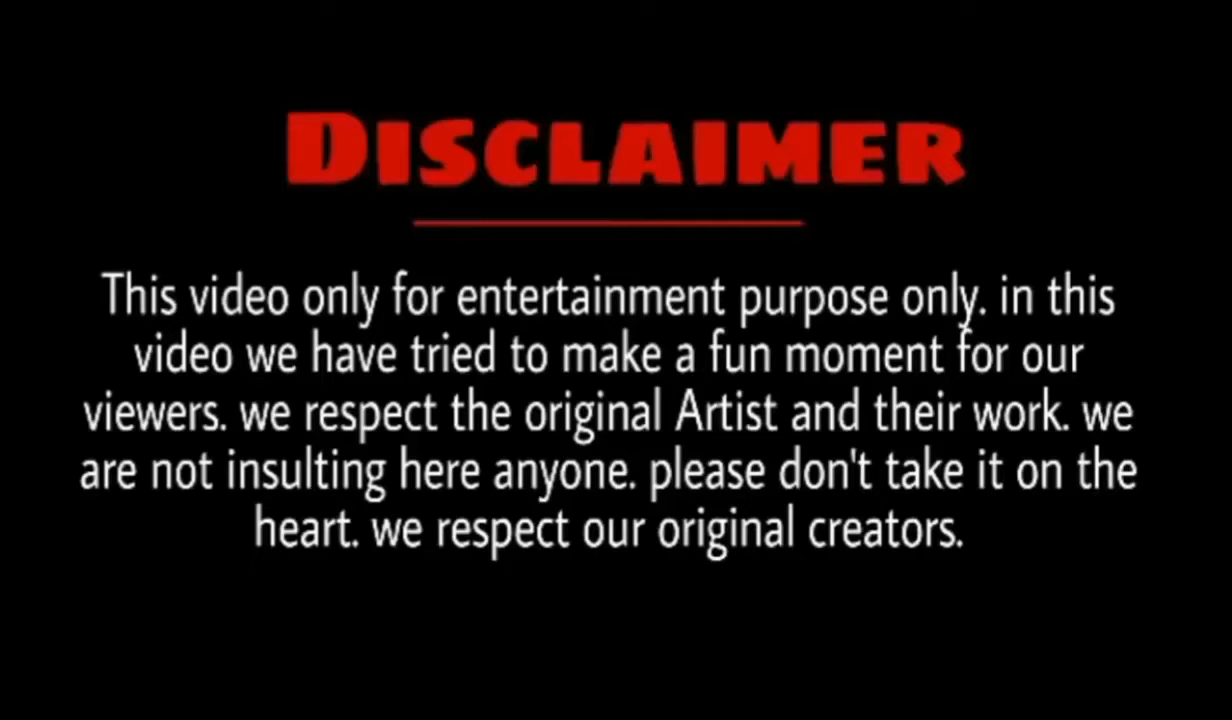 DISCLAIMER
This video only for entertainment purpose only. in this
video we have tried to make a fun moment for our
viewers. we respect the original Artist and their work. we
are not insulting here anyone. please don't take it on the
heart. we respect our original creators.